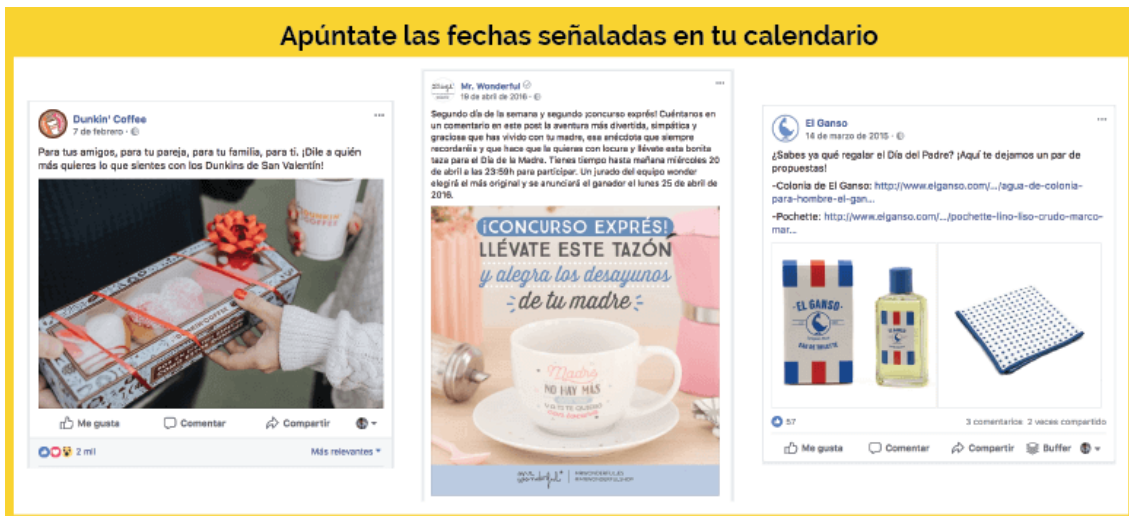 Apúntate las fechas señaladas en tu calendario
Dunkin' Coffee
7 de febrero ·
Para tus amigos, para tu pareja, para tu familia, para ti. ¡Dile a quién
más quieres lo que sientes con los Dunkins de San Valentín!
DUNKIN'
COFFEE
DUNKIN' COFFEE
Me gusta
Comentar
Compartir
2 mil
Más relevantes
Mr. Wonderful
19 de abril de 2016 ·
Segundo día de la semana y segundo ¡concurso exprés! Cuéntanos en
un comentario en este post la aventura más divertida, simpática y
graciosa que has vivido con tu madre, esa anécdota que siempre
recordaréis y que hace que la quieras con locura y llévate esta bonita
taza para el Día de la Madre. Tienes tiempo hasta mañana miércoles 20
de abril a las 23:59h para participar. Un jurado del equipo wonder
elegirá el más original y se anunciará el ganador el lunes 25 de abril de
2016.
¡CONCURSO EXPRÉS!
LLÉVATE ESTE TAZÓN
y alegra los desayunos
de tu madre
Madre
NO HAY MÁS
El Ganso
14 de marzo de 2015 ·
¿Sabes ya qué regalar el Día del Padre? ¡Aquí te dejamos un par de
propuestas!
-Colonia de El Ganso: http://www.elganso.com/.../agua-de-colonia-
para-hombre-el-gan...
-Pochette: http://www.elganso.com/.../pochette-lino-liso-crudo-marco-
mar...
·EL GANSO·
EAU DE TOILETTE
EL GANSO
57
3 comentarios 2 veces compartido
Me gusta
Comentar
Compartir
Buffer